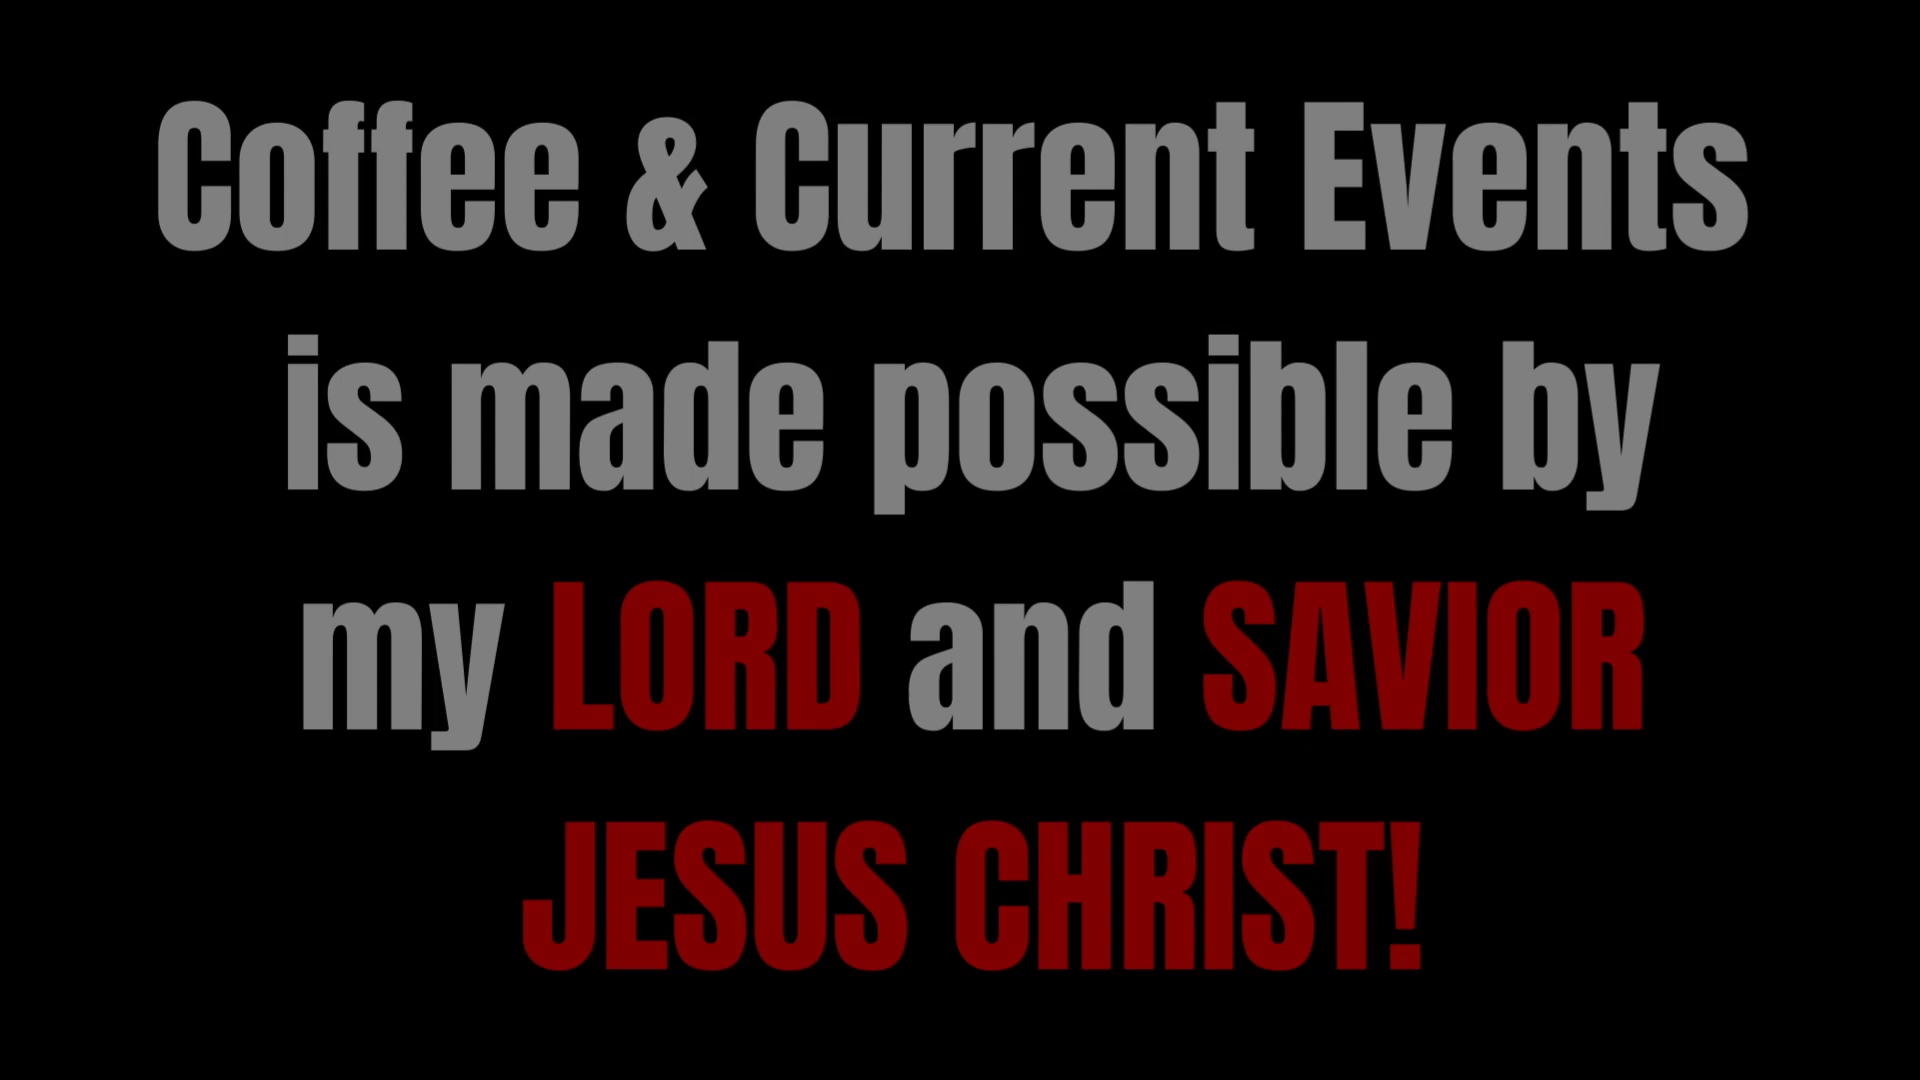 Coffee & Current Events
is made possible by
my LORD and SAVIOR
JESUS CHRIST!